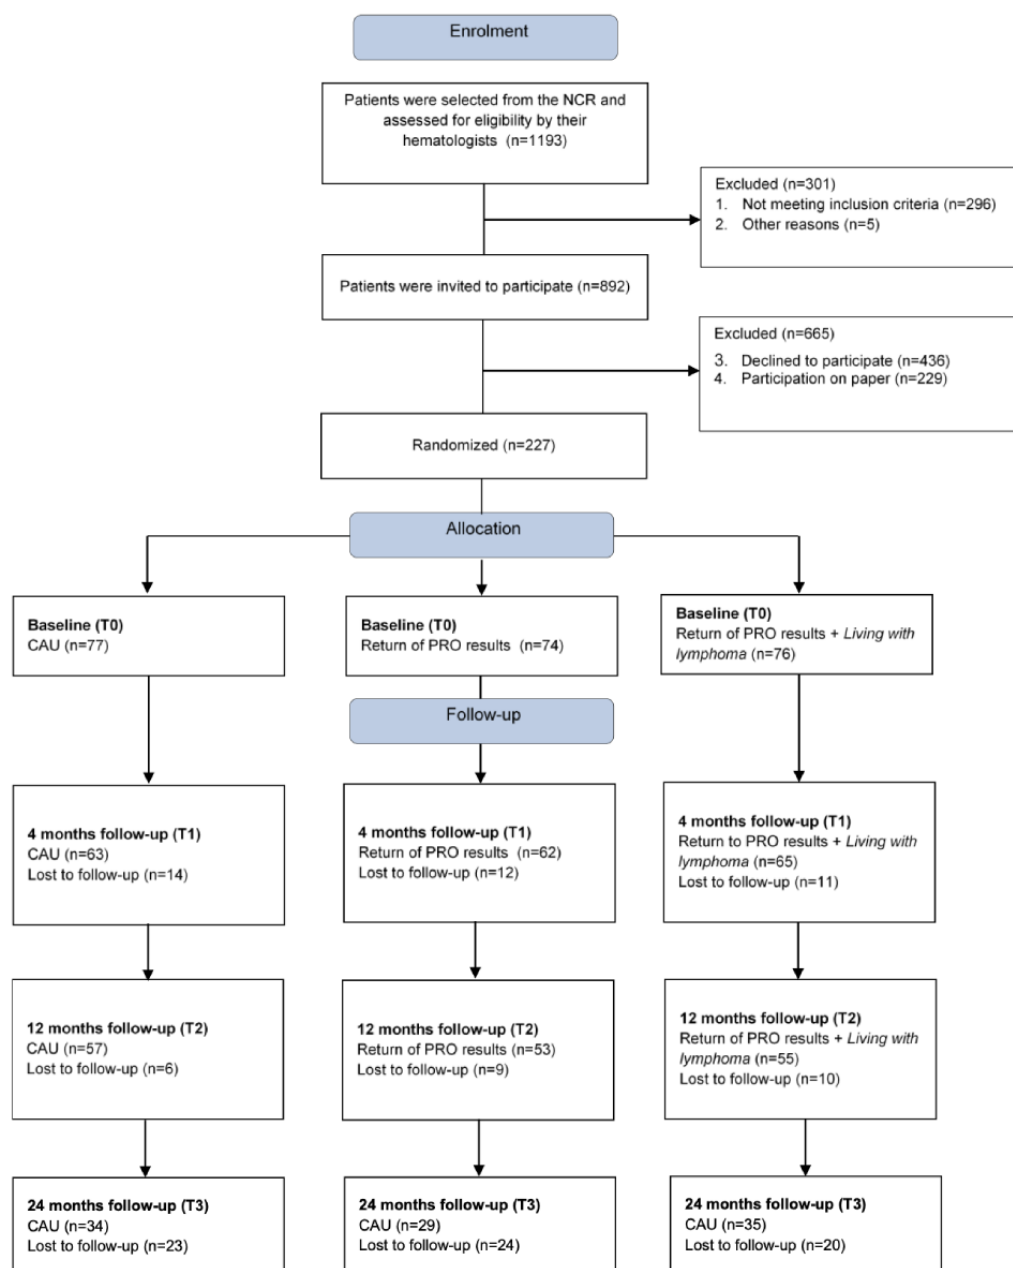 Enrolment
Patients were selected from the NCR and
assessed for eligibility by their
hematologists (n=1193)
Excluded (n=301)
1. Not meeting inclusion criteria (n=296)
2. Other reasons (n=5)
Patients were invited to participate (n=892)
Excluded (n=665)
3. Declined to participate (n=436)
4. Participation on paper (n=229)
Randomized (n=227)
Allocation
Baseline (T0)
CAU (n=77)
Baseline (T0)
Return of PRO results (n=74)
Baseline (T0)
Return of PRO results + Living with
lymphoma (n=76)
Follow-up
4 months follow-up (T1)
CAU (n=63)
Lost to follow-up (n=14)
4 months follow-up (T1)
Return of PRO results (n=62)
Lost to follow-up (n=12)
4 months follow-up (T1)
Return to PRO results + Living with
lymphoma (n=65)
Lost to follow-up (n=11)
12 months follow-up (T2)
CAU (n=57)
Lost to follow-up (n=6)
12 months follow-up (T2)
Return of PRO results (n=53)
Lost to follow-up (n=9)
12 months follow-up (T2)
Return of PRO results + Living with
lymphoma (n=55)
Lost to follow-up (n=10)
24 months follow-up (T3)
CAU (n=34)
Lost to follow-up (n=23)
24 months follow-up (T3)
CAU (n=29)
Lost to follow-up (n=24)
24 months follow-up (T3)
CAU (n=35)
Lost to follow-up (n=20)